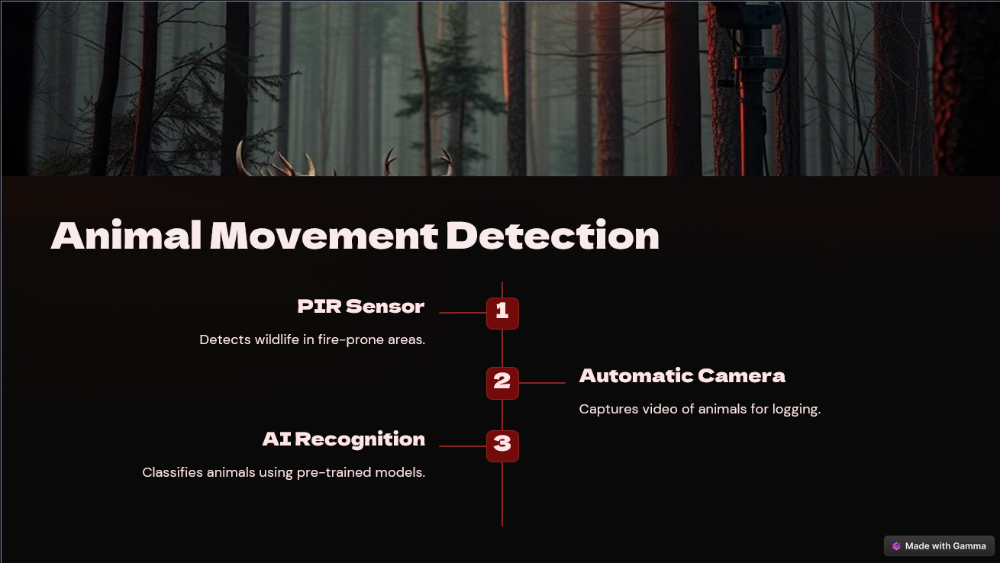 Animal Movement Detection
PIR Sensor
Detects wildlife in fire-prone areas.
1
2
Automatic Camera
Captures video of animals for logging.
AI Recognition
Classifies animals using pre-trained models.
3
Made with Gamma